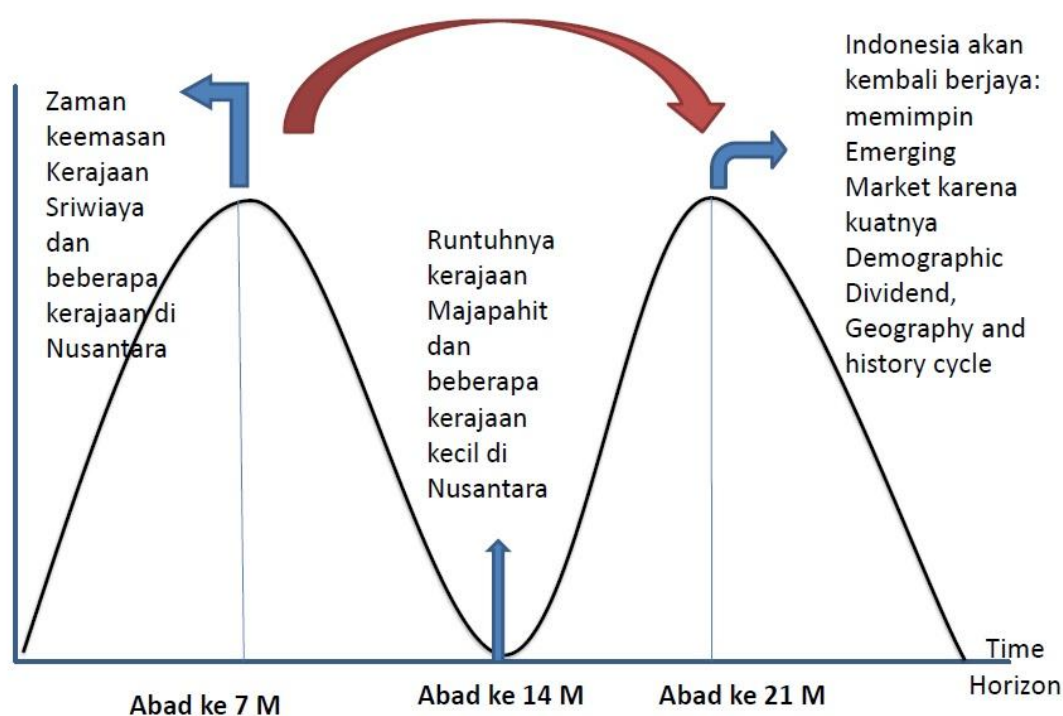 Zaman
keemasan
Kerajaan
Sriwiaya
dan
beberapa
kerajaan di
Nusantara
Runtuhnya
kerajaan
Majapahit
dan
beberapa
kerajaan
kecil di
Nusantara
Indonesia akan
kembali berjaya:
memimpin
Emerging
Market karena
kuatnya
Demographic
Dividend,
Geography and
history cycle
Time
Horizon
Abad ke 7 M
Abad ke 14 M
Abad ke 21 M